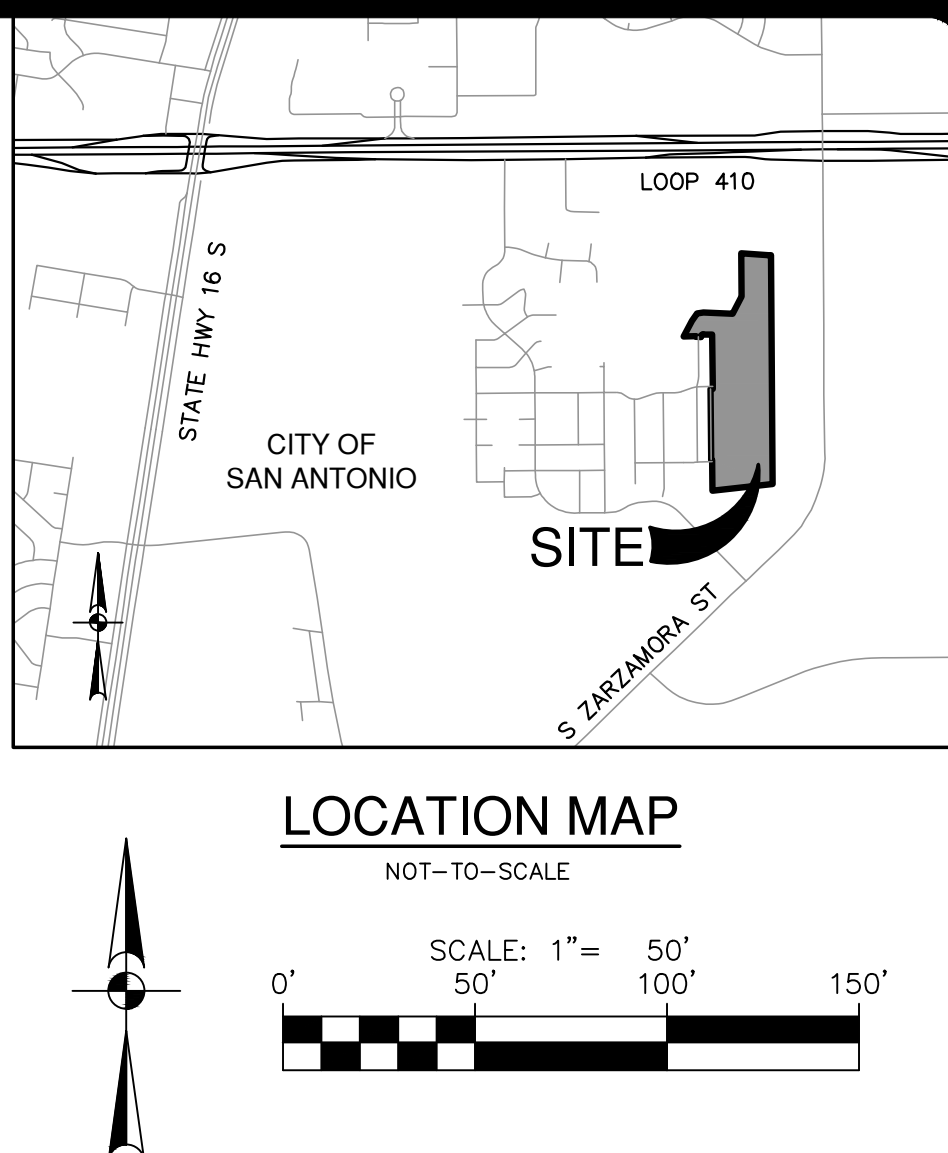 LOOP 410
STATE HWY 16 S
CITY OF
SAN ANTONIO
SITE
S ZARZAMORA ST
LOCATION MAP
NOT-TO-SCALE
SCALE: 1"= 50'
0' 50' 100' 150'